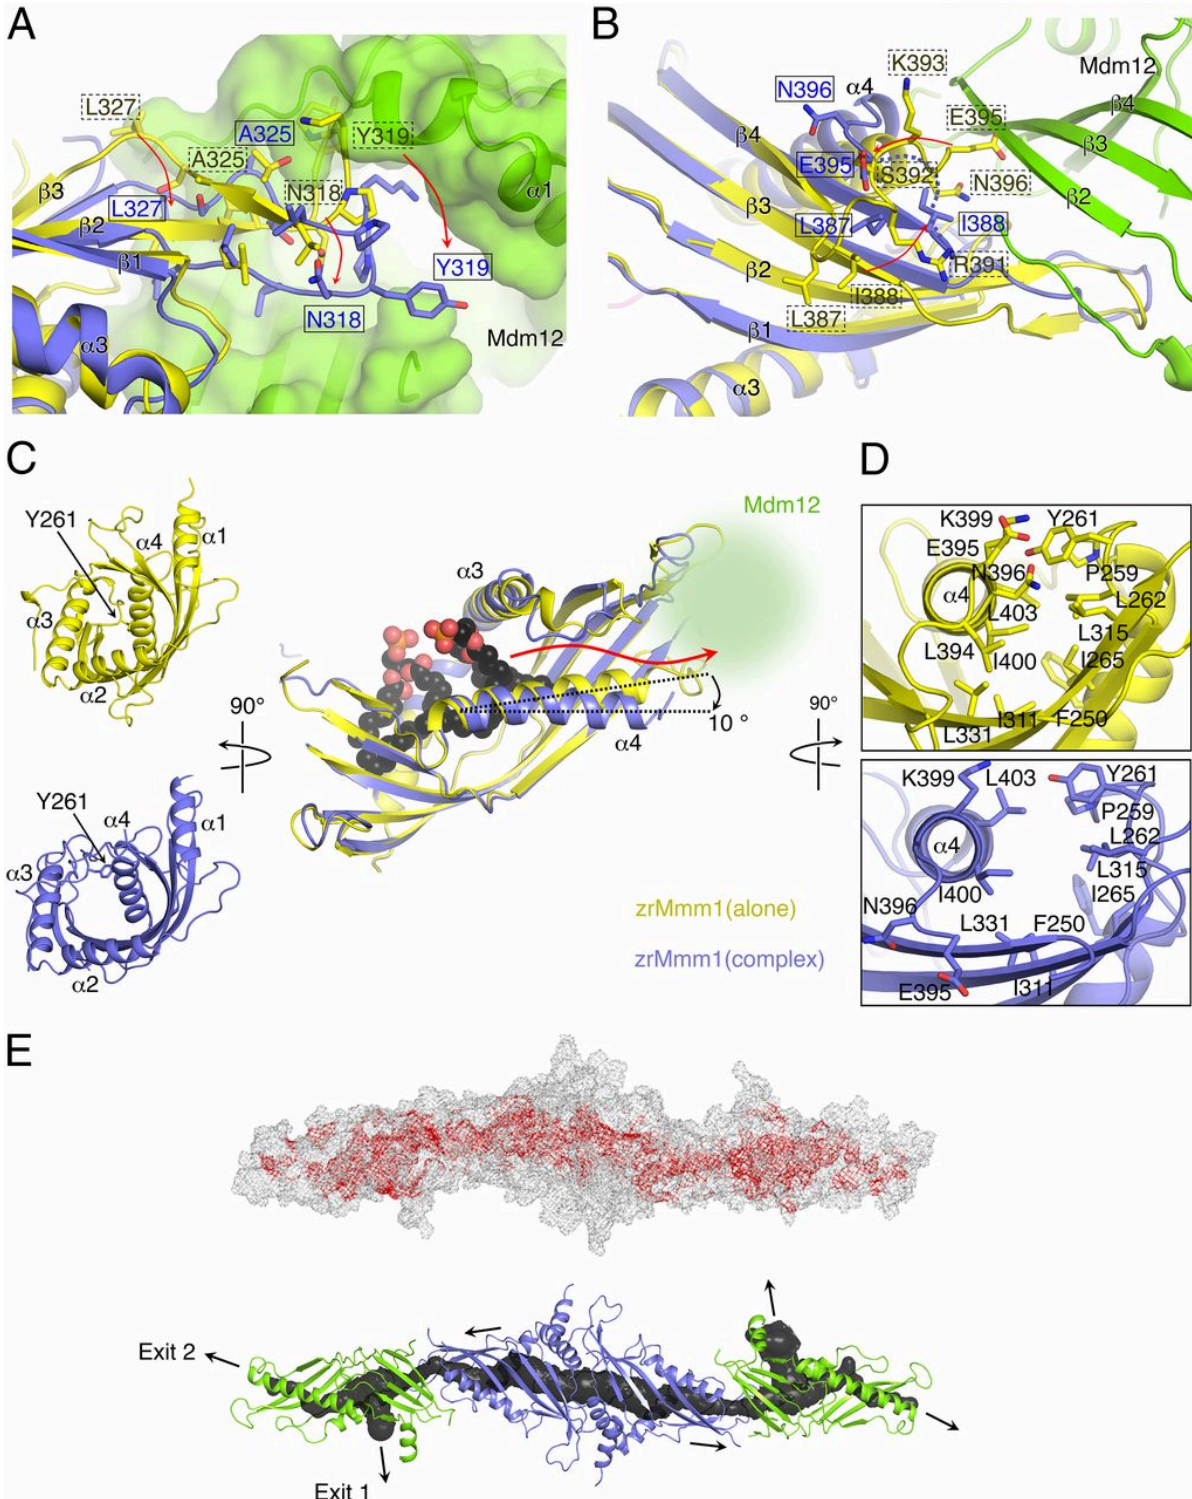 A
L327
A325
Y319
A325
N318
α1
β3
L327
β2
β1
Y319
N318
α3
Mdm12
B
K393
Mdm12
N396
α4
E395
β4
β4
β3
E395
S392
N396
β3
β2
L387
I388
β2
R391
I388
L387
β1
α3
C
Y261
α4
α1
α3
α2
90°
Y261
α4
α1
α3
α2
Mdm12
α3
10 °
α4
90°
zrMmm1(alone)
zrMmm1(complex)
D
K399
Y261
E395
P259
N396
α4
L262
L403
L315
L394
I400
I265
I311
F250
L331
K399
L403
Y261
P259
α4
L262
L315
I400
I265
N396
L331
F250
E395
I311
E
Exit 2
Exit 1